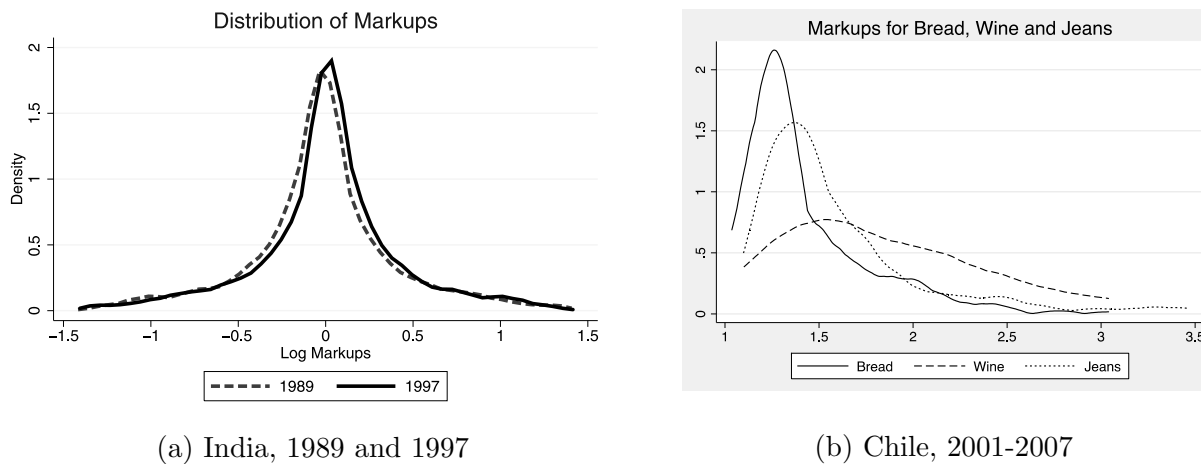 Distribution of Markups
2
1.5
1
0.5
0
Density
−1.5 −1 −0.5 0 0.5 1 1.5
Log Markups
1989 1997
(a) India, 1989 and 1997
Markups for Bread, Wine and Jeans
2
1.5
1
.5
0
1 1.5 2 2.5 3 3.5
Bread Wine Jeans
(b) Chile, 2001-2007